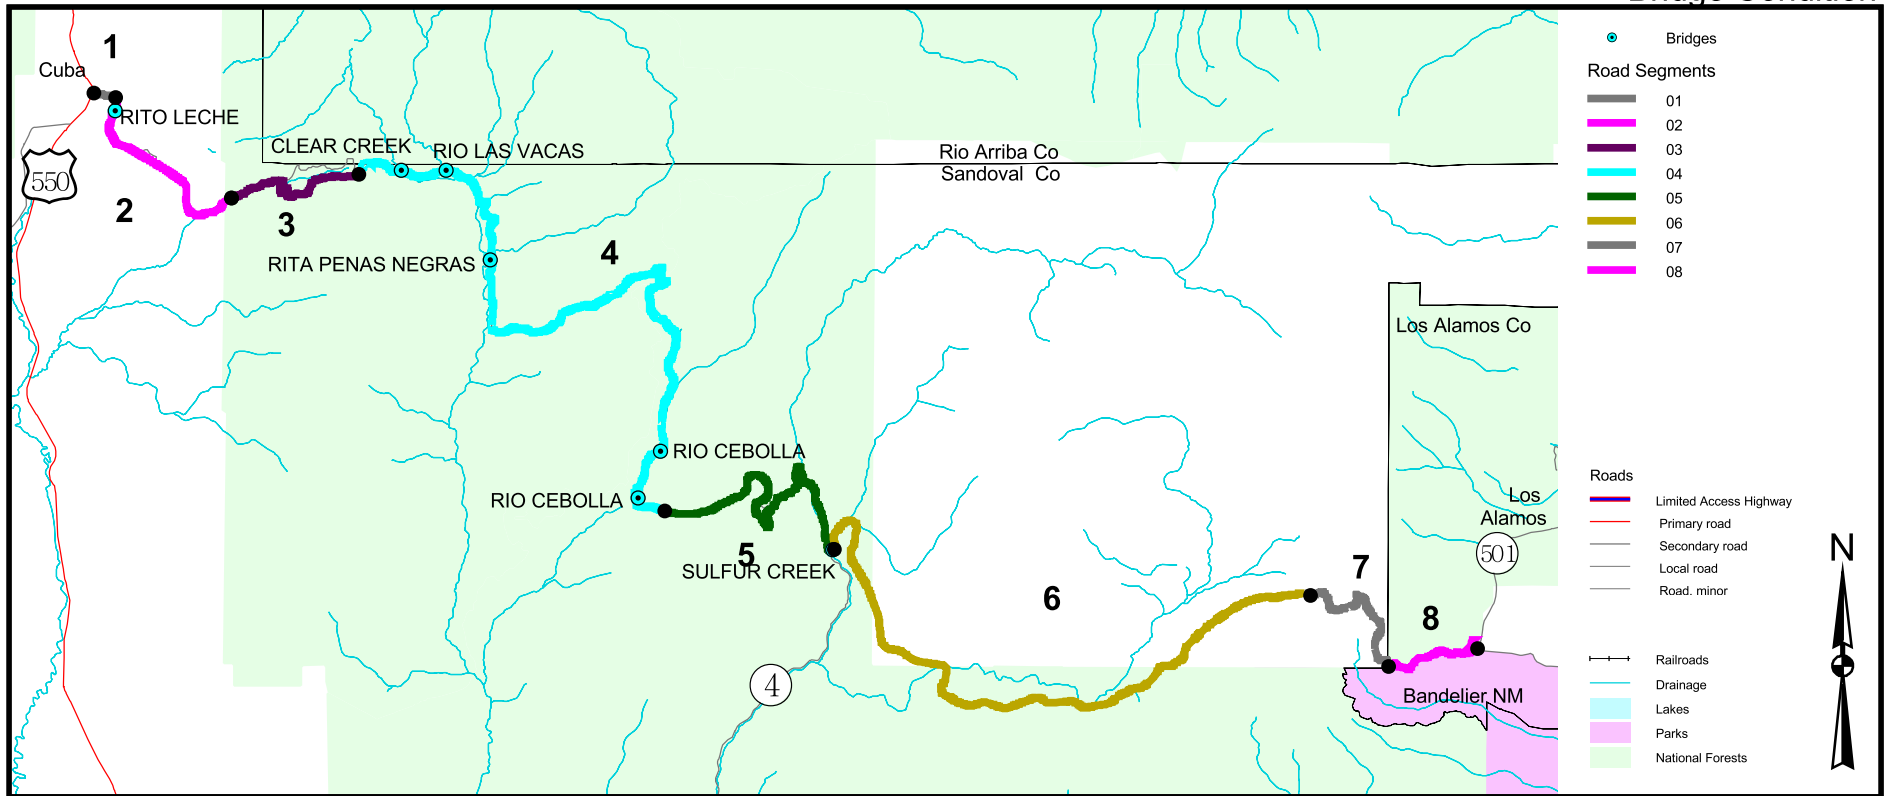 Bridge Condition
1
Cuba
RITO LECHE
CLEAR CREEK
RIO LAS VACAS
Rio Arriba Co
Sandoval Co
550
2
3
4
RITA PENAS NEGRAS
Los Alamos Co
RIO CEBOLLA
RIO CEBOLLA
Los
Alamos
501
5
SULFUR CREEK
6
7
8
4
Bandelier NM
Bridges
Road Segments
01
02
03
04
05
06
07
08
Roads
Limited Access Highway
Primary road
Secondary road
Local road
Road. minor
N
Railroads
Drainage
Lakes
Parks
National Forests